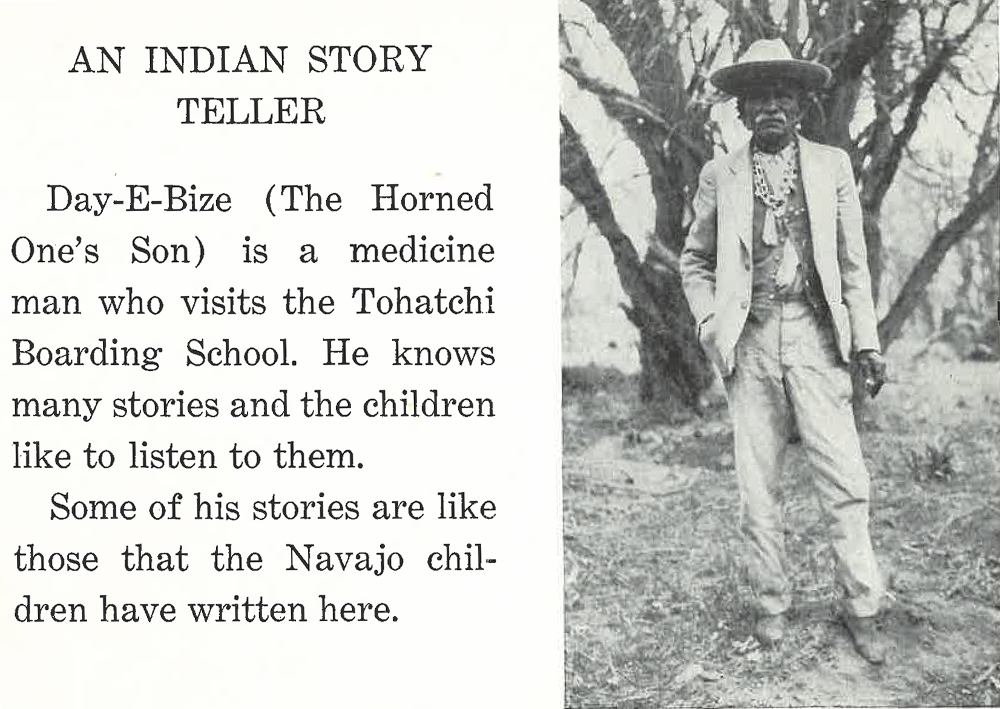 AN INDIAN STORY
TELLER
Day-E-Bize (The Horned
One's Son) is a medicine
man who visits the Tohatchi
Boarding School. He knows
many stories and the children
like to listen to them.
Some of his stories are like
those that the Navajo chil-
dren have written here.